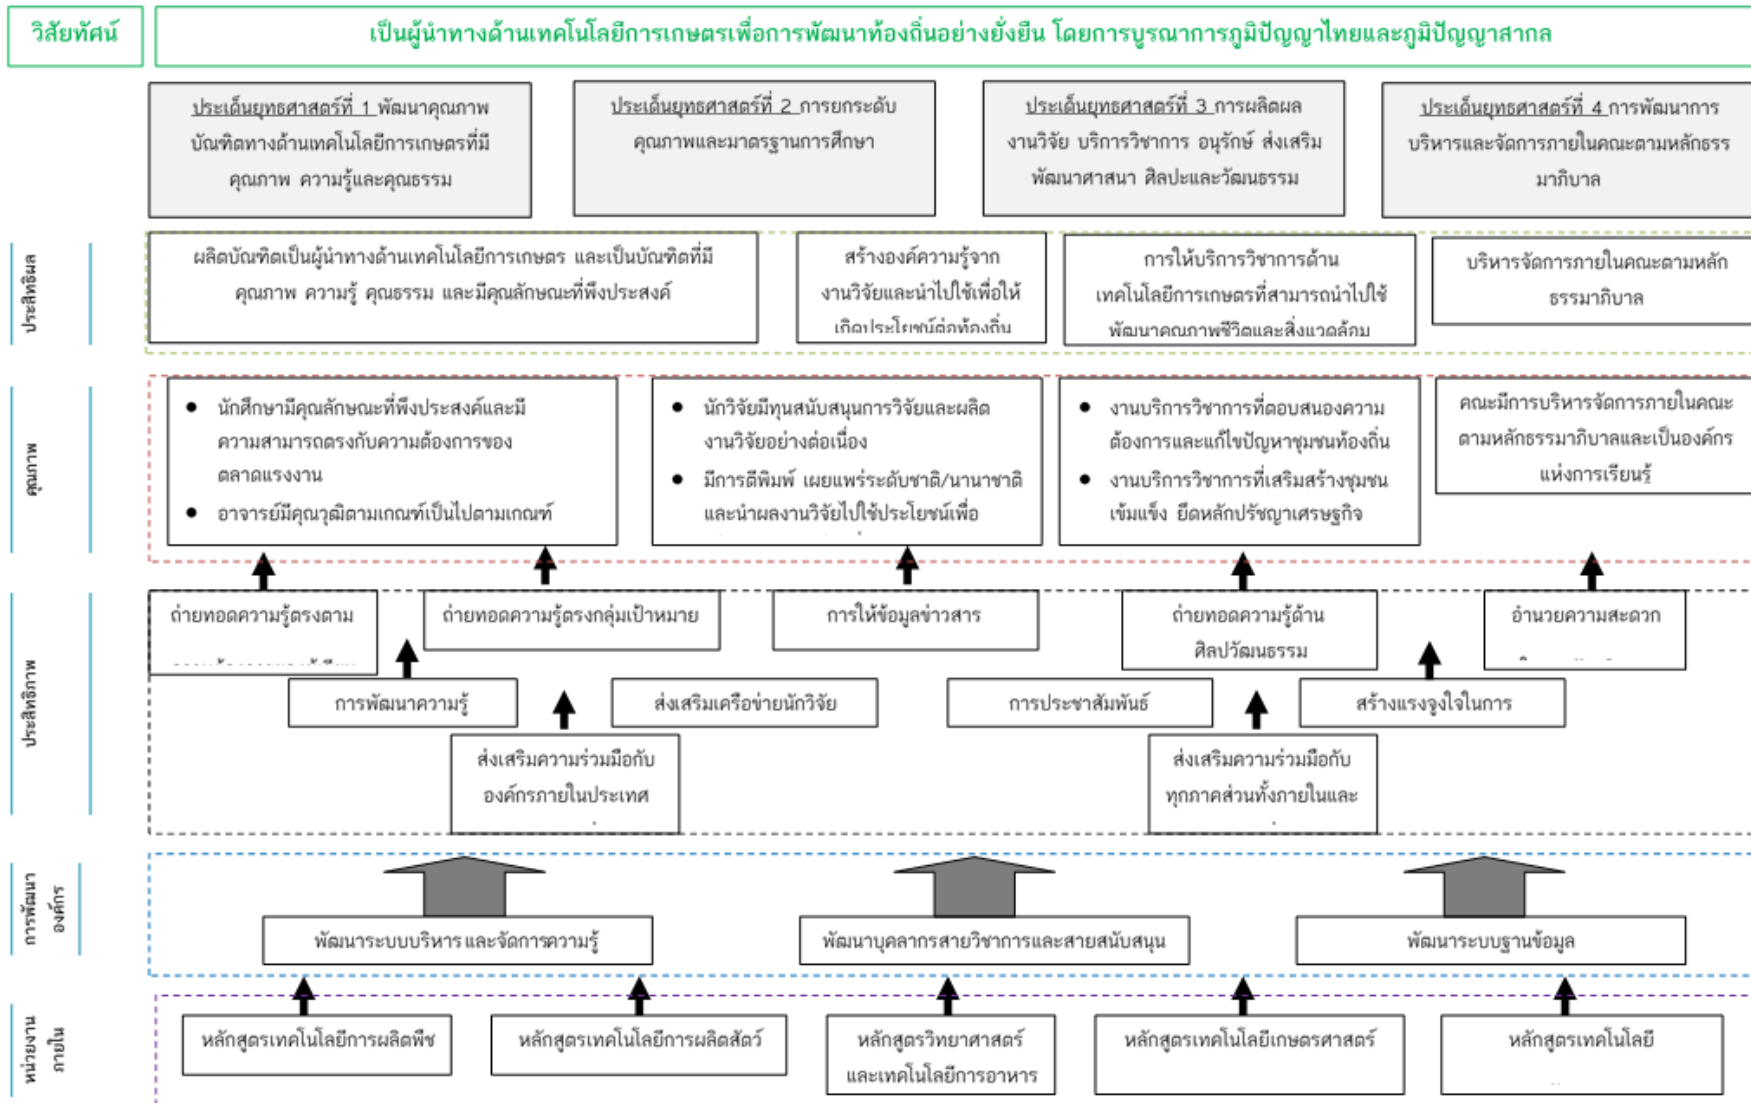 วิสัยทัศน์
เป็นผู้นำทางด้านเทคโนโลยีการเกษตรเพื่อการพัฒนาท้องถิ่นอย่างยั่งยืน โดยการบูรณาการภูมิปัญญาไทยและภูมิปัญญาสากล
ประเด็นยุทธศาสตร์ที่ 1 พัฒนาคุณภาพ
บัณฑิตทางด้านเทคโนโลยีการเกษตรที่มี
คุณภาพ ความรู้และคุณธรรม
ประเด็นยุทธศาสตร์ที่ 2 การยกระดับ
คุณภาพและมาตรฐานการศึกษา
ประเด็นยุทธศาสตร์ที่ 3 การผลิตผล
งานวิจัย บริการวิชาการ อนุรักษ์ ส่งเสริม
พัฒนาศาสนา ศิลปะและวัฒนธรรม
ประเด็นยุทธศาสตร์ที่ 4 การพัฒนาการ
บริหารและจัดการภายในคณะตามหลักธรร
มาภิบาล
ประสิทธิผล
ผลิตบัณฑิตเป็นผู้นำทางด้านเทคโนโลยีการเกษตร และเป็นบัณฑิตที่มี
คุณภาพ ความรู้ คุณธรรม และมีคุณลักษณะที่พึงประสงค์
สร้างองค์ความรู้จาก
งานวิจัยและนำไปใช้เพื่อให้
เกิดประโยชน์ต่อท้องถิ่น
การให้บริการวิชาการด้าน
เทคโนโลยีการเกษตรที่สามารถนำไปใช้
พัฒนาคุณภาพชีวิตและสิ่งแวดล้อม
บริหารจัดการภายในคณะตามหลัก
ธรรมาภิบาล
คุณภาพ
● นักศึกษามีคุณลักษณะที่พึงประสงค์และมี
ความสามารถตรงกับความต้องการของ
ตลาดแรงงาน
● อาจารย์มีคุณวุฒิตามเกณฑ์เป็นไปตามเกณฑ์
● นักวิจัยมีทุนสนับสนุนการวิจัยและผลิต
งานวิจัยอย่างต่อเนื่อง
● มีการตีพิมพ์ เผยแพร่ระดับชาติ/นานาชาติ
และนำผลงานวิจัยไปใช้ประโยชน์เพื่อ
● งานบริการวิชาการที่ตอบสนองความ
ต้องการและแก้ไขปัญหาชุมชนท้องถิ่น
● งานบริการวิชาการที่เสริมสร้างชุมชน
เข้มแข็ง ยึดหลักปรัชญาเศรษฐกิจ
คณะมีการบริหารจัดการภายในคณะ
ตามหลักธรรมาภิบาลและเป็นองค์กร
แห่งการเรียนรู้
ประสิทธิภาพ
ถ่ายทอดความรู้ตรงตาม
ถ่ายทอดความรู้ตรงกลุ่มเป้าหมาย
การให้ข้อมูลข่าวสาร
ถ่ายทอดความรู้ด้าน
ศิลปวัฒนธรรม
อำนวยความสะดวก
การพัฒนาความรู้
ส่งเสริมเครือข่ายนักวิจัย
การประชาสัมพันธ์
สร้างแรงจูงใจในการ
ส่งเสริมความร่วมมือกับ
องค์กรภายในประเทศ
ส่งเสริมความร่วมมือกับ
ทุกภาคส่วนทั้งภายในและ
การพัฒนา
องค์กร
พัฒนาระบบบริหารและจัดการความรู้
พัฒนาบุคลากรสายวิชาการและสายสนับสนุน
พัฒนาระบบฐานข้อมูล
หน่วยงาน
ภายใน
หลักสูตรเทคโนโลยีการผลิตพืช
หลักสูตรเทคโนโลยีการผลิตสัตว์
หลักสูตรวิทยาศาสตร์
และเทคโนโลยีการอาหาร
หลักสูตรเทคโนโลยีเกษตรศาสตร์
หลักสูตรเทคโนโลยี